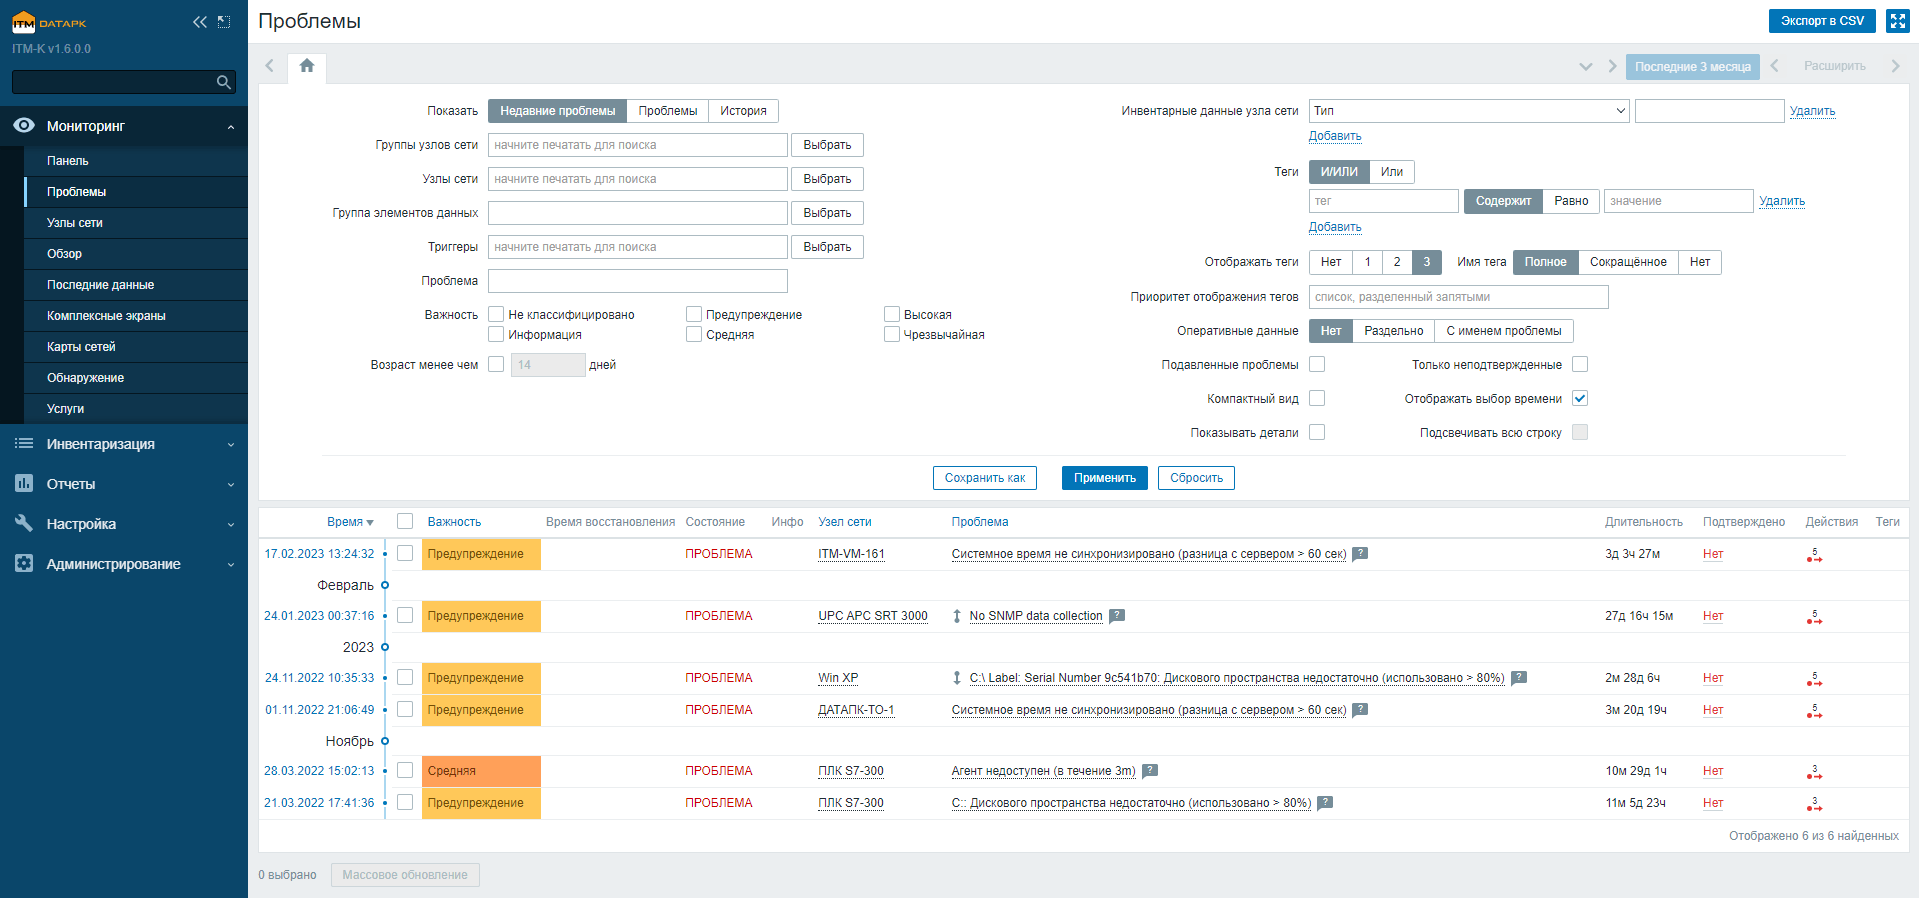 ITM DATAPK
ITM-K v1.6.0.0
Мониторинг
Панель
Проблемы
Узлы сети
Обзор
Последние данные
Комплексные экраны
Карты сетей
Обнаружение
Услуги
Инвентаризация
Отчеты
Настройка
Администрирование
Проблемы
Экспорт в CSV
Последние 3 месяца
Расширить
Показать Недавние проблемы Проблемы История
Группы узлов сети начните печатать для поиска Выбрать
Узлы сети начните печатать для поиска Выбрать
Группа элементов данных Выбрать
Триггеры начните печатать для поиска Выбрать
Проблема
Важность Не классифицировано Предупреждение Высокая
Информация Средняя Чрезвычайная
Возраст менее чем 14 дней
Инвентарные данные узла сети Тип Удалить
Добавить
Теги И/ИЛИ Или
тег Содержит Равно значение Удалить
Добавить
Отображать теги Нет 1 2 3 Имя тега Полное Сокращённое Нет
Приоритет отображения тегов список, разделенный запятыми
Оперативные данные Нет Раздельно С именем проблемы
Подавленные проблемы Только неподтвержденные
Компактный вид Отображать выбор времени
Показывать детали Подсвечивать всю строку
Сохранить как Применить Сбросить
Время Важность Время восстановления Состояние Инфо Узел сети Проблема Длительность Подтверждено Действия Теги
17.02.2023 13:24:32 Предупреждение ПРОБЛЕМА ITM-VM-161 Системное время не синхронизировано (разница с сервером > 60 сек) ? 3д 3ч 27м Нет 5
Февраль
24.01.2023 00:37:16 Предупреждение ПРОБЛЕМА UPC APC SRT 3000 No SNMP data collection ? 27д 16ч 15м Нет 5
2023
24.11.2022 10:35:33 Предупреждение ПРОБЛЕМА Win XP C:\ Label: Serial Number 9c541b70: Дискового пространства недостаточно (использовано > 80%) ? 2м 28д 6ч Нет 5
01.11.2022 21:06:49 Предупреждение ПРОБЛЕМА ДАТАПК-ТО-1 Системное время не синхронизировано (разница с сервером > 60 сек) ? 3м 20д 19ч Нет 5
Ноябрь
28.03.2022 15:02:13 Средняя ПРОБЛЕМА ПЛК S7-300 Агент недоступен (в течение 3m) ? 10м 29д 1ч Нет 3
21.03.2022 17:41:36 Предупреждение ПРОБЛЕМА ПЛК S7-300 C:: Дискового пространства недостаточно (использовано > 80%) ? 11м 5д 23ч Нет 3
Отображено 6 из 6 найденных
0 выбрано Массовое обновление